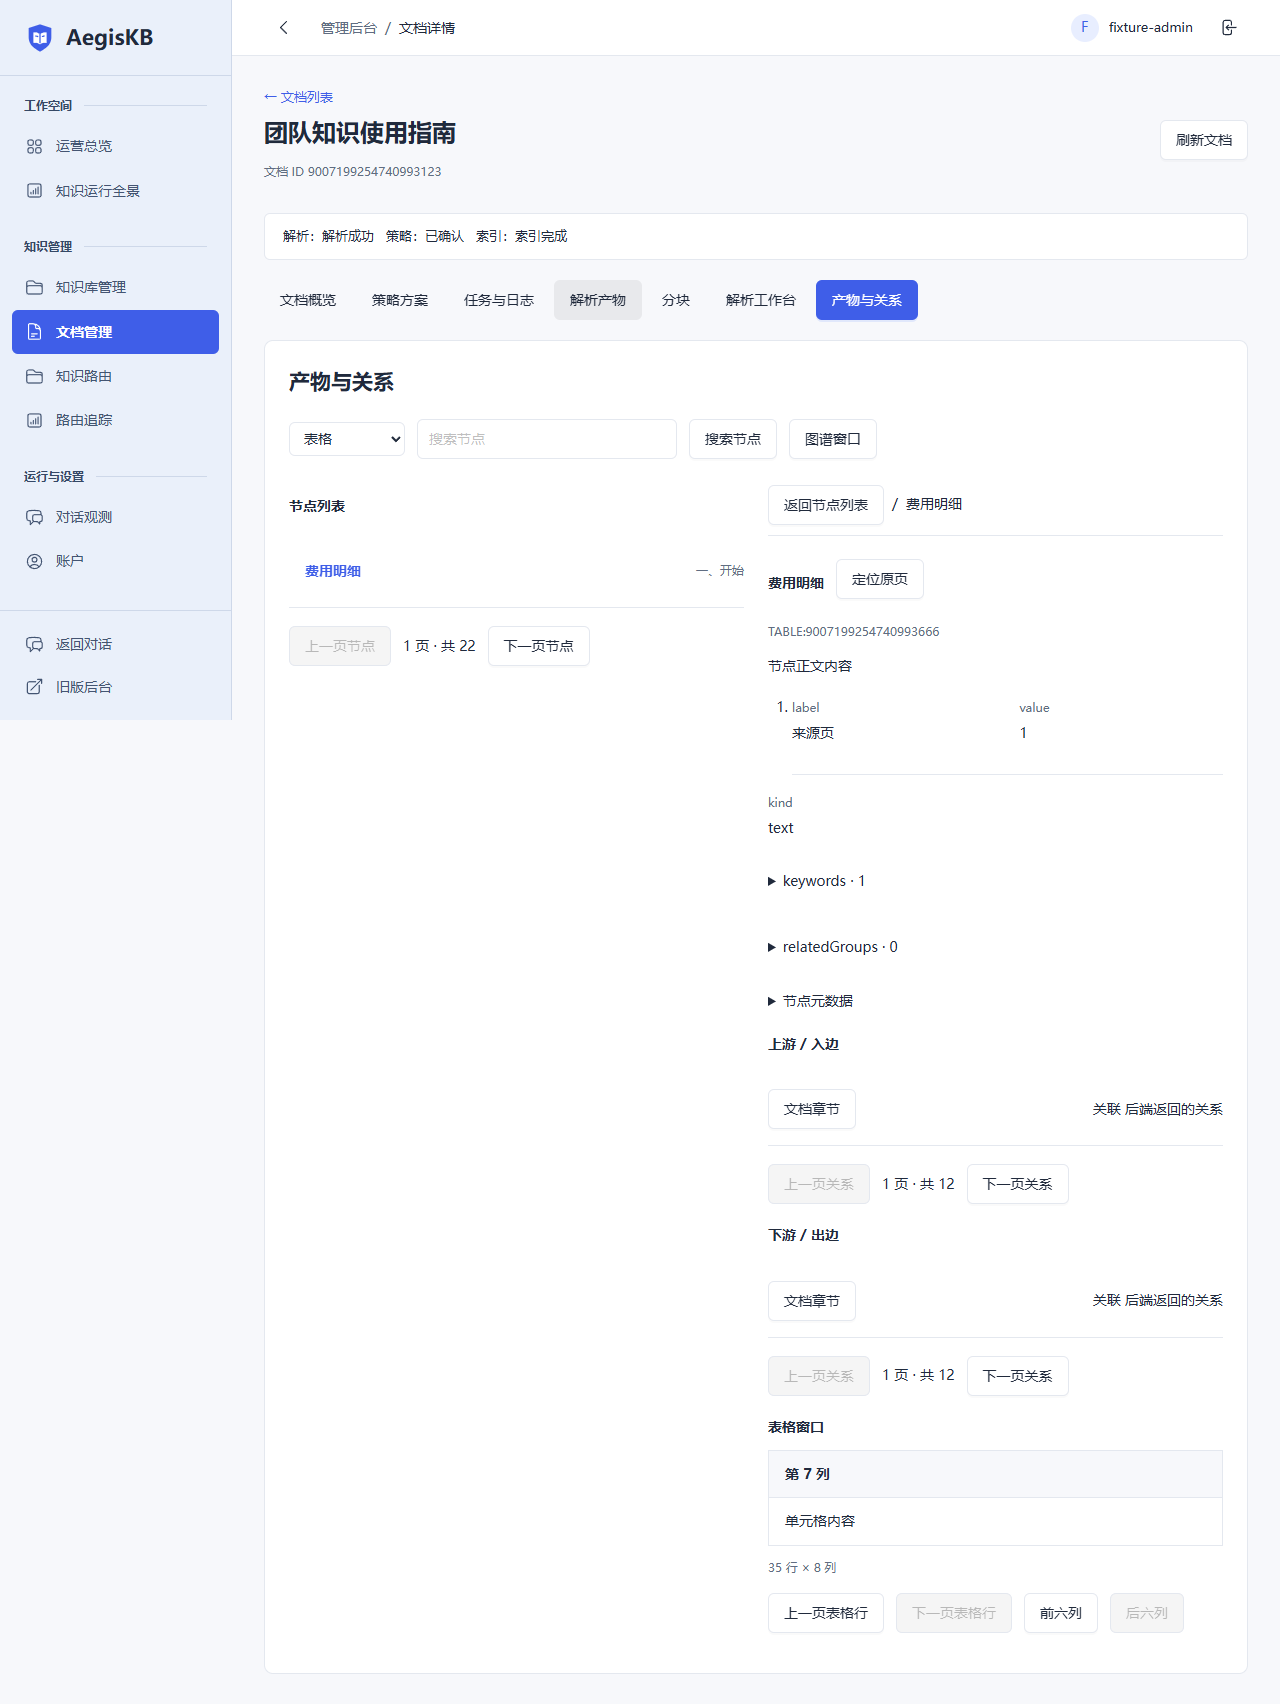 AegisKB
工作空间
运营总览
知识运行全景
知识管理
知识库管理
文档管理
知识路由
路由追踪
运行与设置
对话观测
账户
返回对话
旧版后台
管理后台 / 文档详情
F fixture-admin
← 文档列表
团队知识使用指南
文档 ID 9007199254740993123
刷新文档
解析：解析成功 策略：已确认 索引：索引完成
文档概览 策略方案 任务与日志 解析产物 分块 解析工作台 产物与关系
产物与关系
表格 搜索节点 搜索节点 图谱窗口
节点列表
费用明细 一、开始
上一页节点 1 页 · 共 22 下一页节点
返回节点列表 / 费用明细
费用明细 定位原页
TABLE:9007199254740993666
节点正文内容
1. label value
来源页 1
kind
text
keywords · 1
relatedGroups · 0
节点元数据
上游 / 入边
文档章节 关联 后端返回的关系
上一页关系 1 页 · 共 12 下一页关系
下游 / 出边
文档章节 关联 后端返回的关系
上一页关系 1 页 · 共 12 下一页关系
表格窗口
第 7 列
单元格内容
35 行 × 8 列
上一页表格行 下一页表格行 前六列 后六列